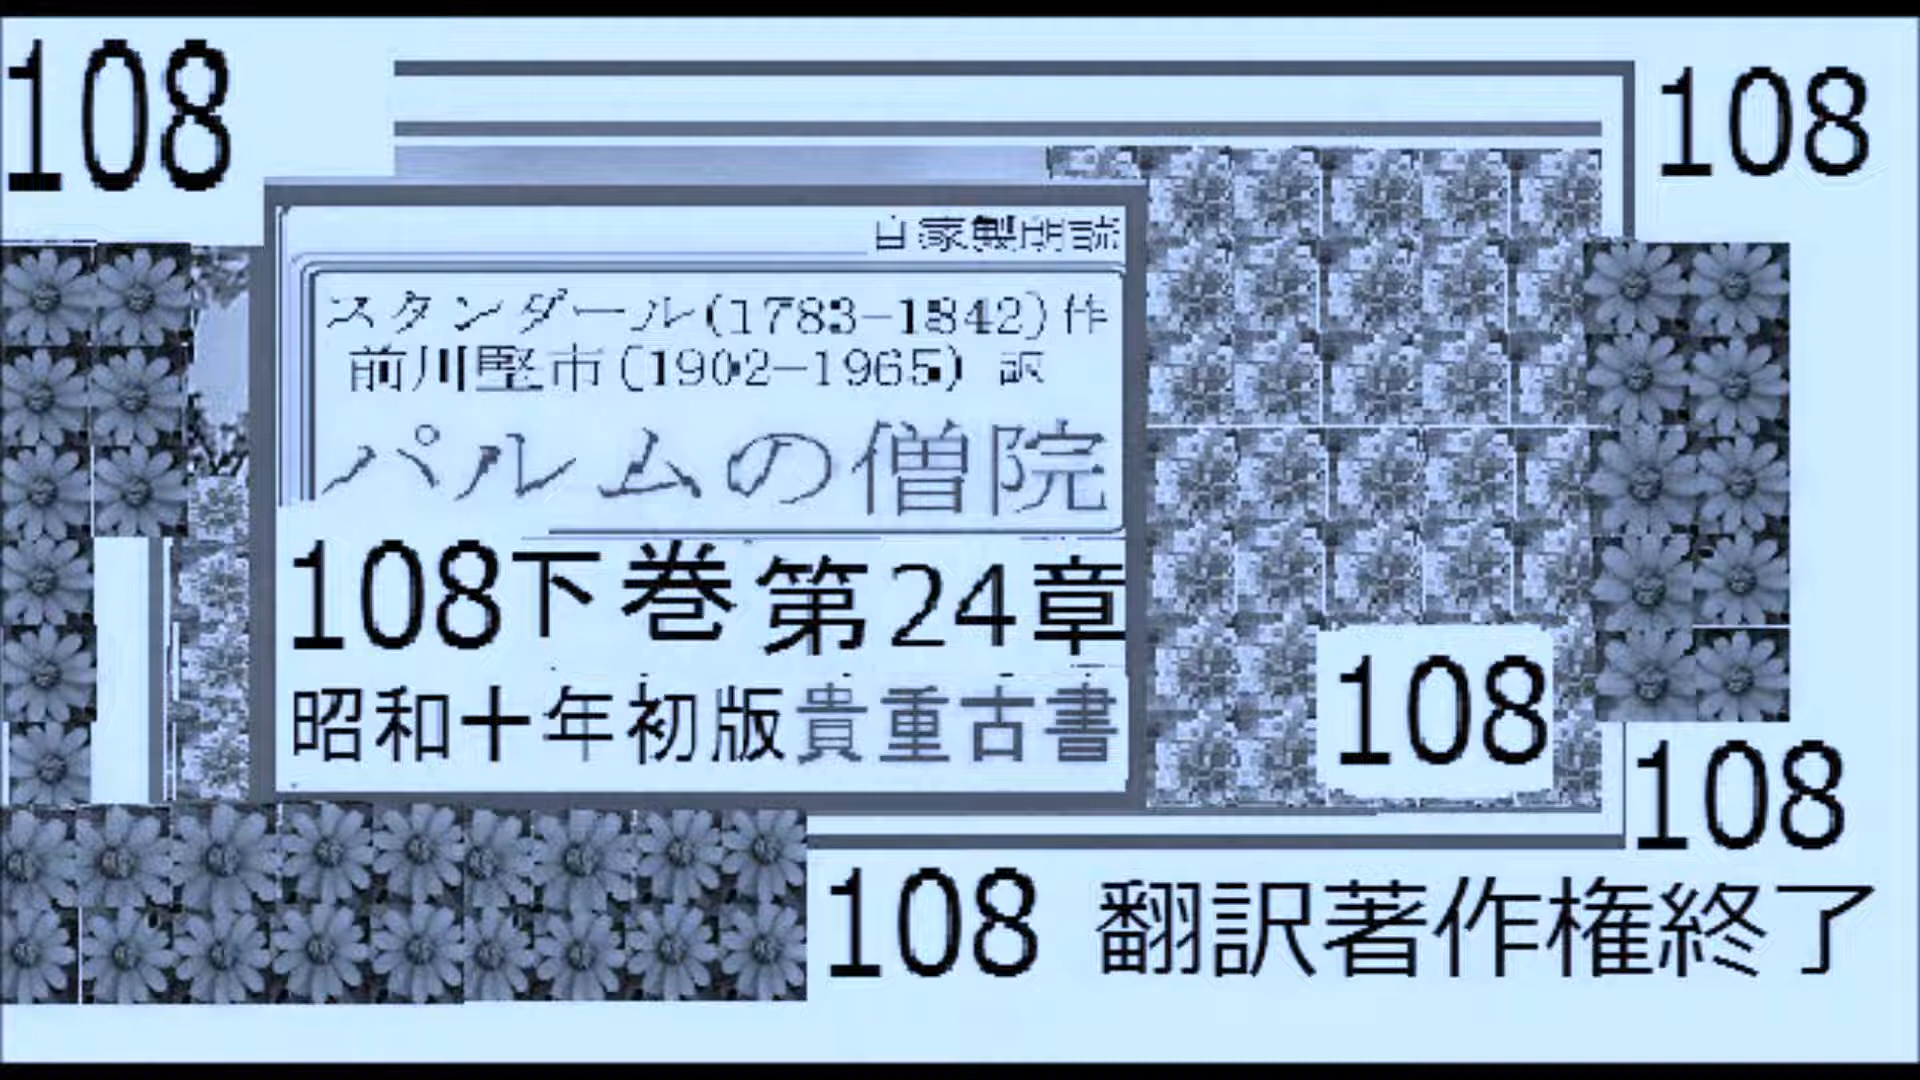 108
108
自家製朗読
スタンダール(1783-1842)作
前川堅市(1902-1965) 訳
パルムの僧院
108下巻第24章
昭和十年初版貴重古書
108
108
108 翻訳著作権終了